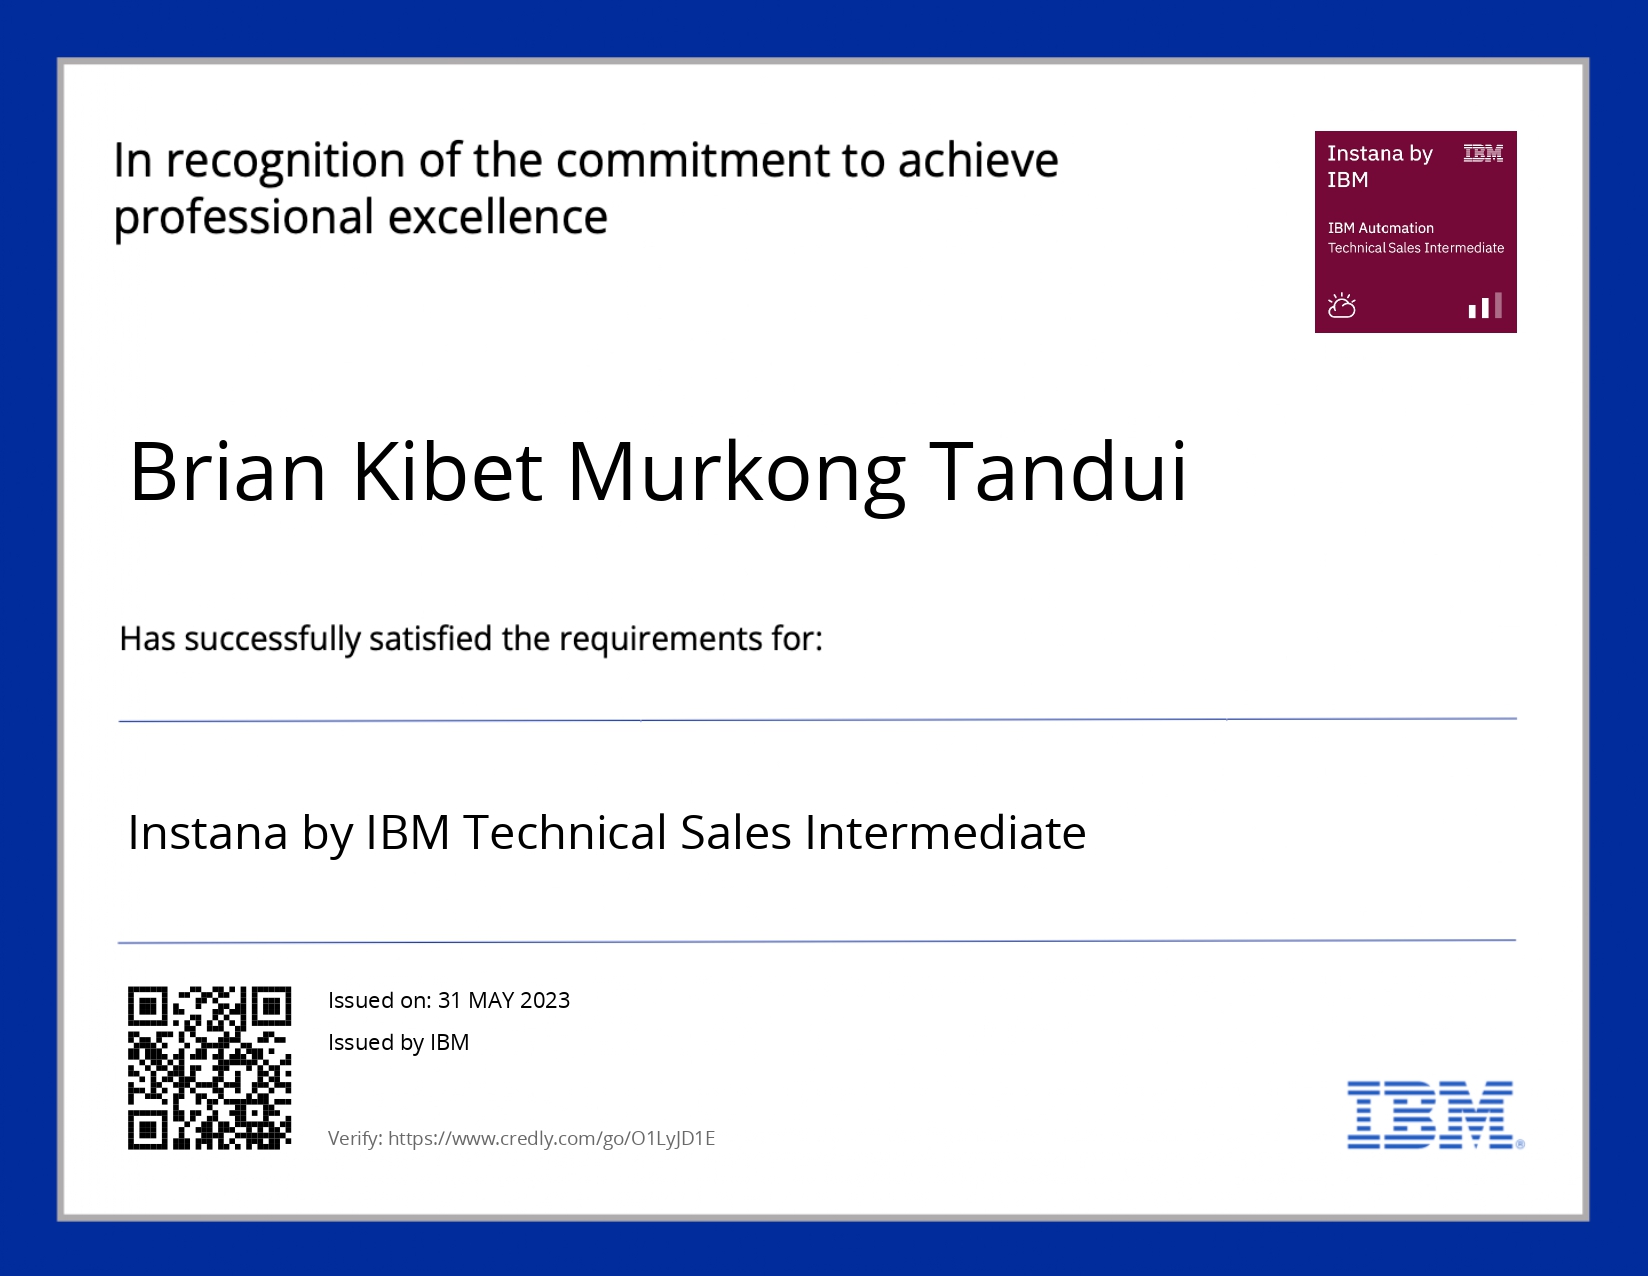 In recognition of the commitment to achieve
professional excellence
Instana by
IBM
IBM
IBM Automation
Technical Sales Intermediate
Brian Kibet Murkong Tandui
Has successfully satisfied the requirements for:
Instana by IBM Technical Sales Intermediate
Issued on: 31 MAY 2023
Issued by IBM
Verify: https://www.credly.com/go/O1LyJD1E
IBM®